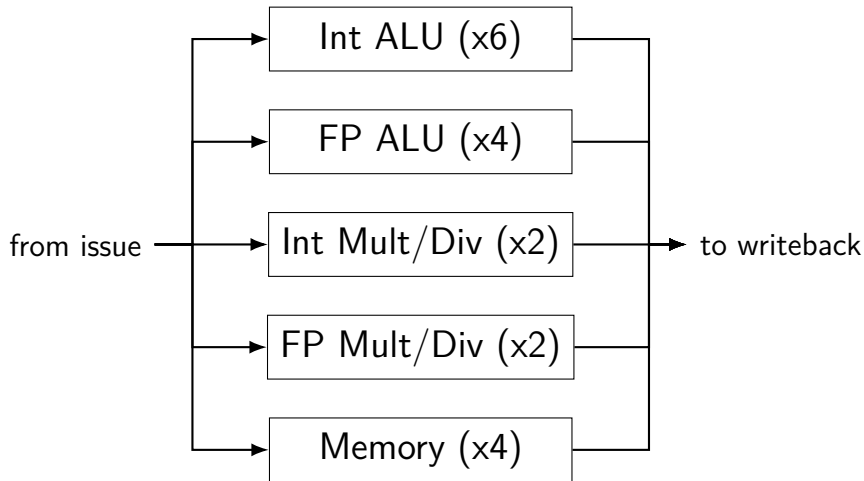 Int ALU (x6)
FP ALU (x4)
from issue
Int Mult/Div (x2)
to writeback
FP Mult/Div (x2)
Memory (x4)